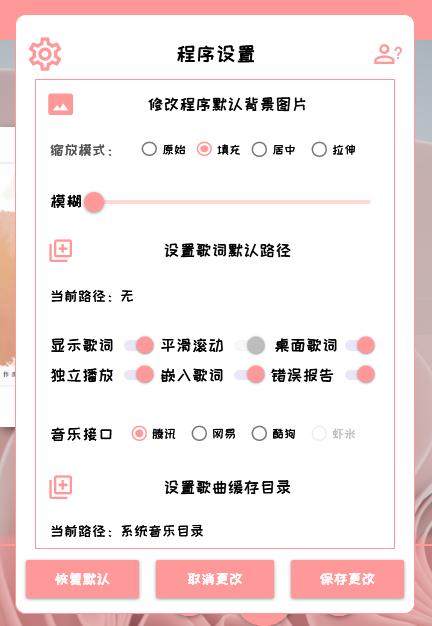 程序设置
?
修改程序默认背景图片
缩放模式： 原始 填充 居中 拉伸
模糊
设置歌词默认路径
当前路径：无
显示歌词 平滑滚动 桌面歌词
独立播放 嵌入歌词 错误报告
音乐接口 腾讯 网易 酷狗 虾米
设置歌曲缓存目录
当前路径：系统音乐目录
恢复默认 取消更改 保存更改